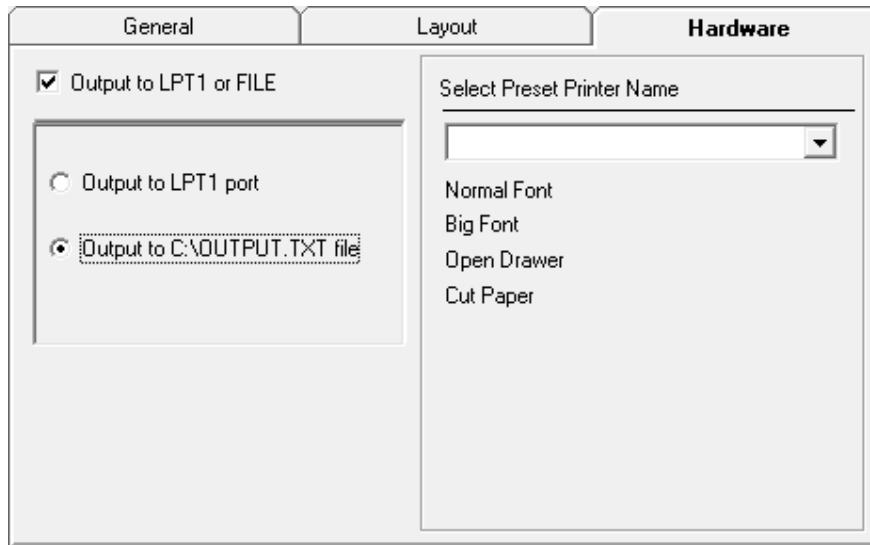 General
Layout
Hardware
Output to LPT1 or FILE
Output to LPT1 port
Output to C:\OUTPUT.TXT file
Select Preset Printer Name
Normal Font
Big Font
Open Drawer
Cut Paper